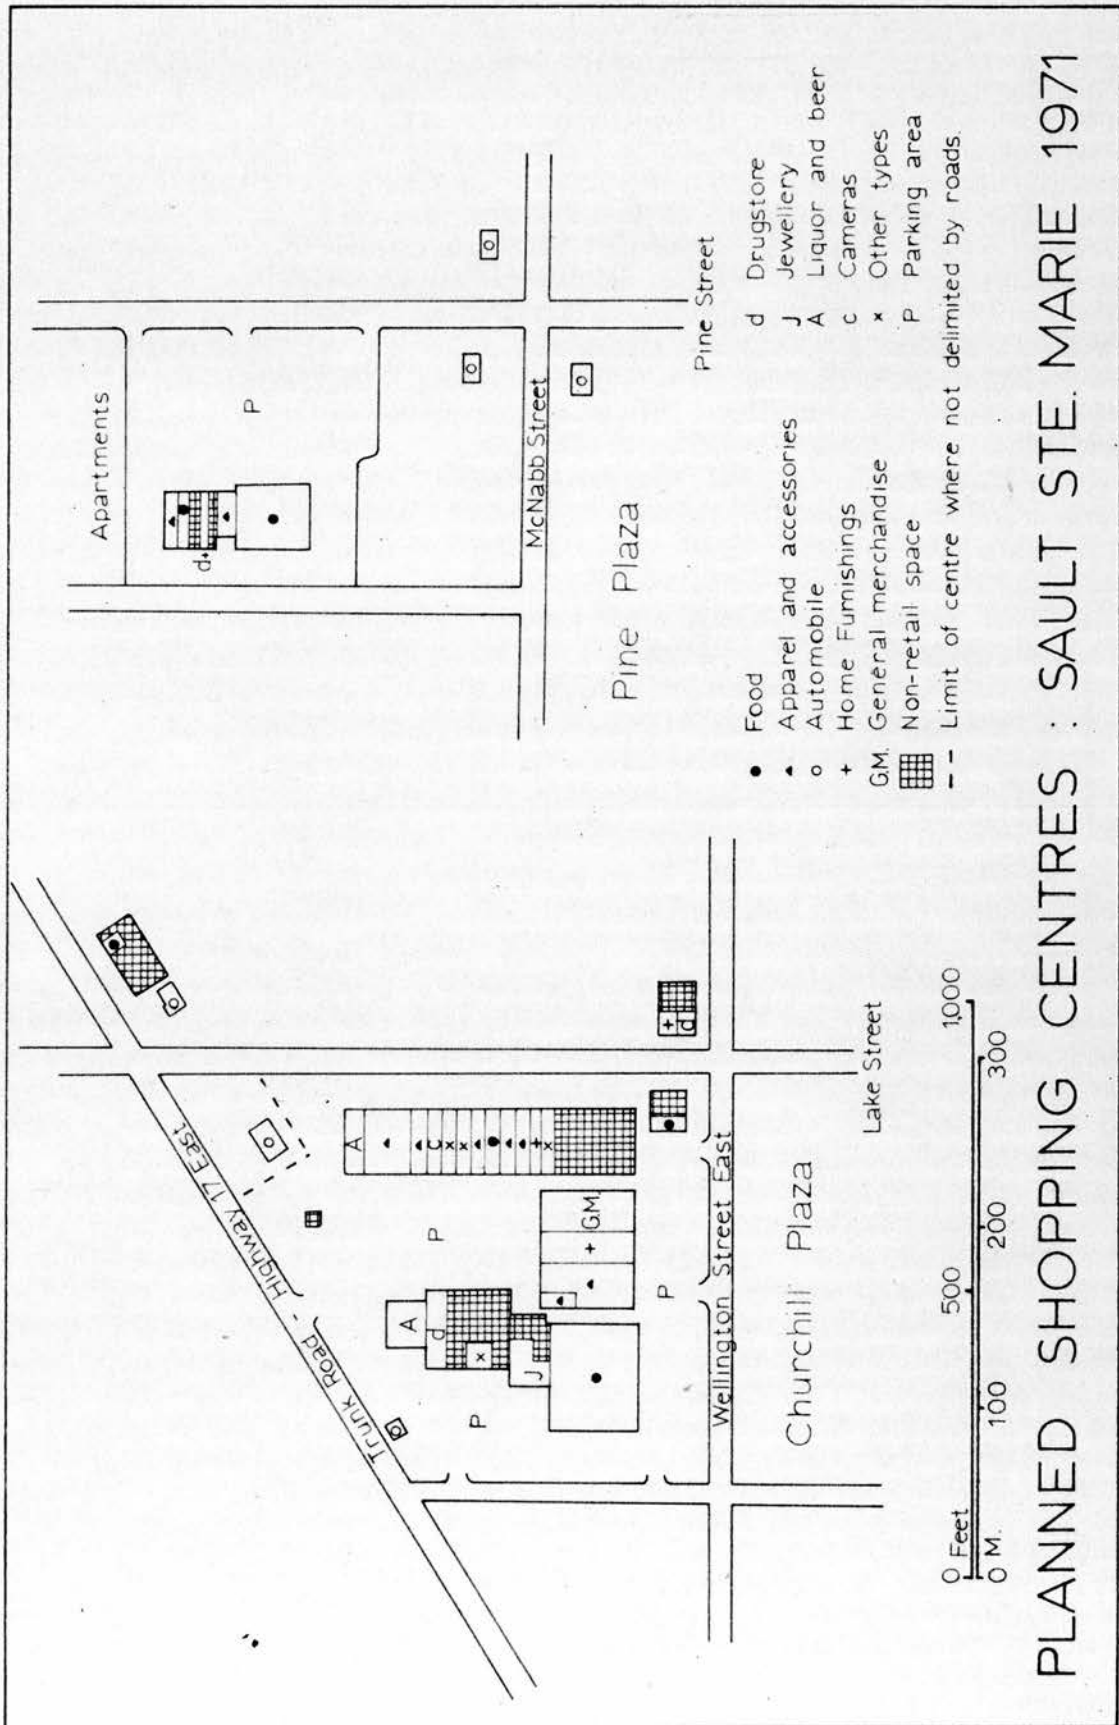 Trunk Road
Highway 17 East
A
d
x
J
P
P
P
A
c
x
x
+
x
+
G.M.
+
d
Wellington Street East
Lake Street
Churchill Plaza
0 Feet 500 1000
0 M. 100 200 300
Apartments
d
+
P
McNabb Street
Pine Street
Pine Plaza
Food
Apparel and accessories
Automobile
+ Home Furnishings
G.M. General merchandise
Non-retail space
Limit of centre where not delimited by roads.
d Drugstore
J Jewellery
A Liquor and beer
c Cameras
x Other types
P Parking area
PLANNED SHOPPING CENTRES SAULT STE. MARIE 1971